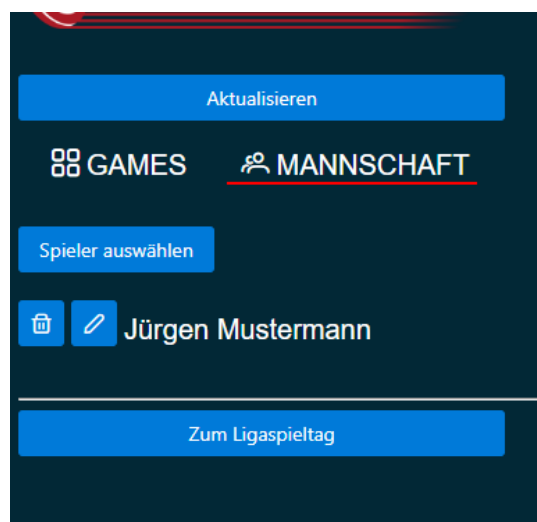 Aktualisieren
GAMES MANNSCHAFT
Spieler auswählen
Jürgen Mustermann
Zum Ligaspieltag